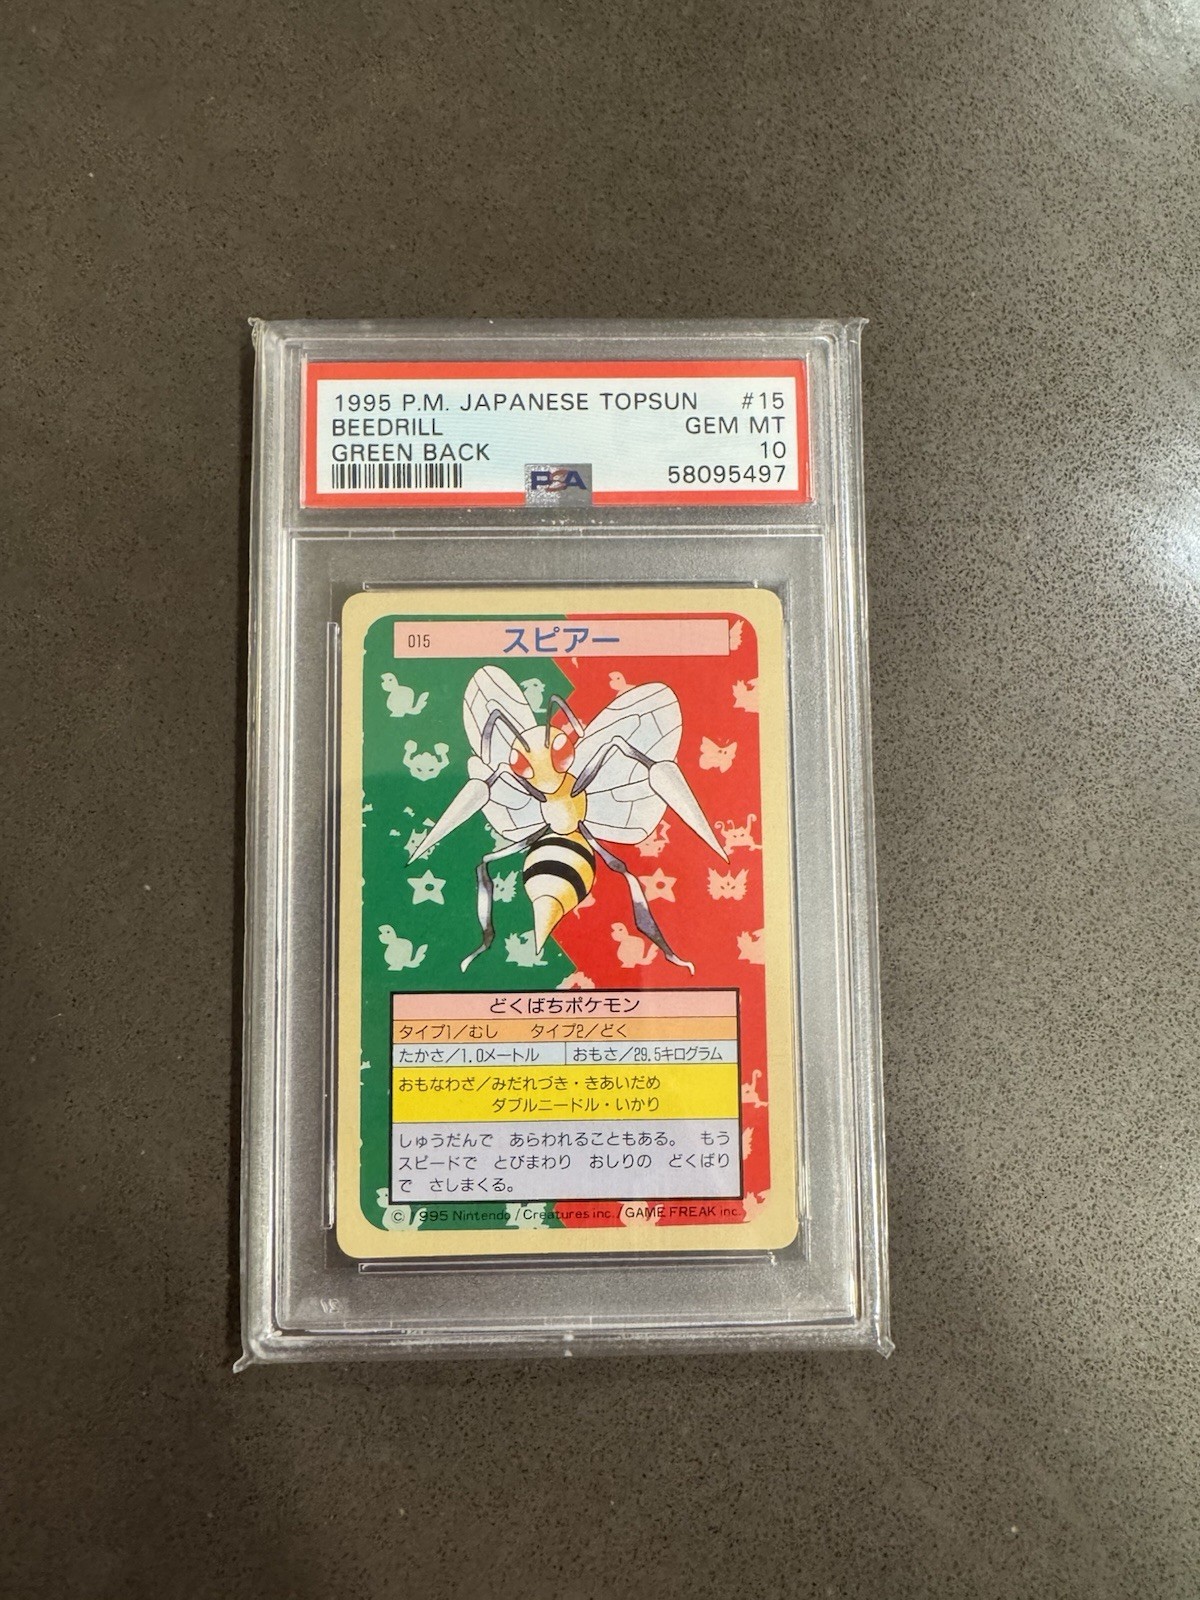 1995 P.M. JAPANESE TOPSUN #15
BEEDRILL GEM MT
GREEN BACK 10
PSA 58095497
015 スピアー
どくばちポケモン
タイプ1/むし タイプ2/どく
たかさ/1.0メートル おもさ/29.5キログラム
おもなわざ/みだれづき・きあいだめ
ダブルニードル・いかり
しゅうだんで あらわれることもある。 もう
スピードで とびまわり おしりの どくばり
で さしまくる。
© 1995 Nintendo / Creatures inc. / GAME FREAK inc.